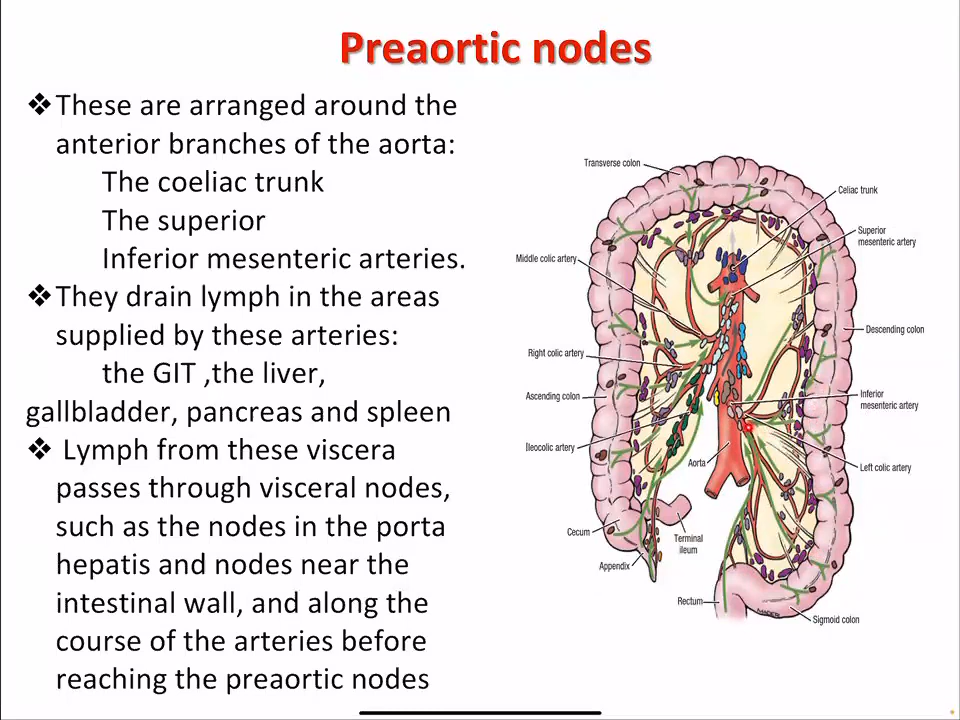 Preaortic nodes
❖These are arranged around the
anterior branches of the aorta:
The coeliac trunk
The superior
Inferior mesenteric arteries.
❖They drain lymph in the areas
supplied by these arteries:
the GIT ,the liver,
gallbladder, pancreas and spleen
❖ Lymph from these viscera
passes through visceral nodes,
such as the nodes in the porta
hepatis and nodes near the
intestinal wall, and along the
course of the arteries before
reaching the preaortic nodes
Transverse colon
Celiac trunk
Superior
mesenteric artery
Middle colic artery
Descending colon
Right colic artery
Ascending colon
Inferior
mesenteric artery
Ileocolic artery
Aorta
Left colic artery
Cecum
Terminal
ileum
Appendix
Rectum
Sigmoid colon